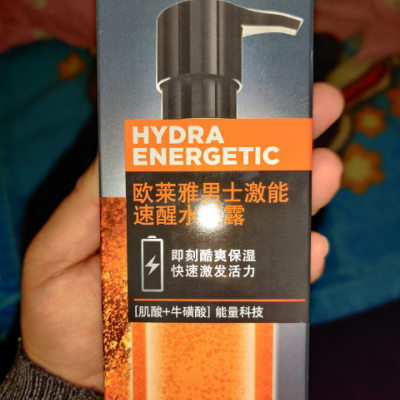 HYDRA
ENERGETIC
欧莱雅男士激能
速醒水露
即刻酷爽保湿
快速激发活力
[肌酸+牛磺酸] 能量科技